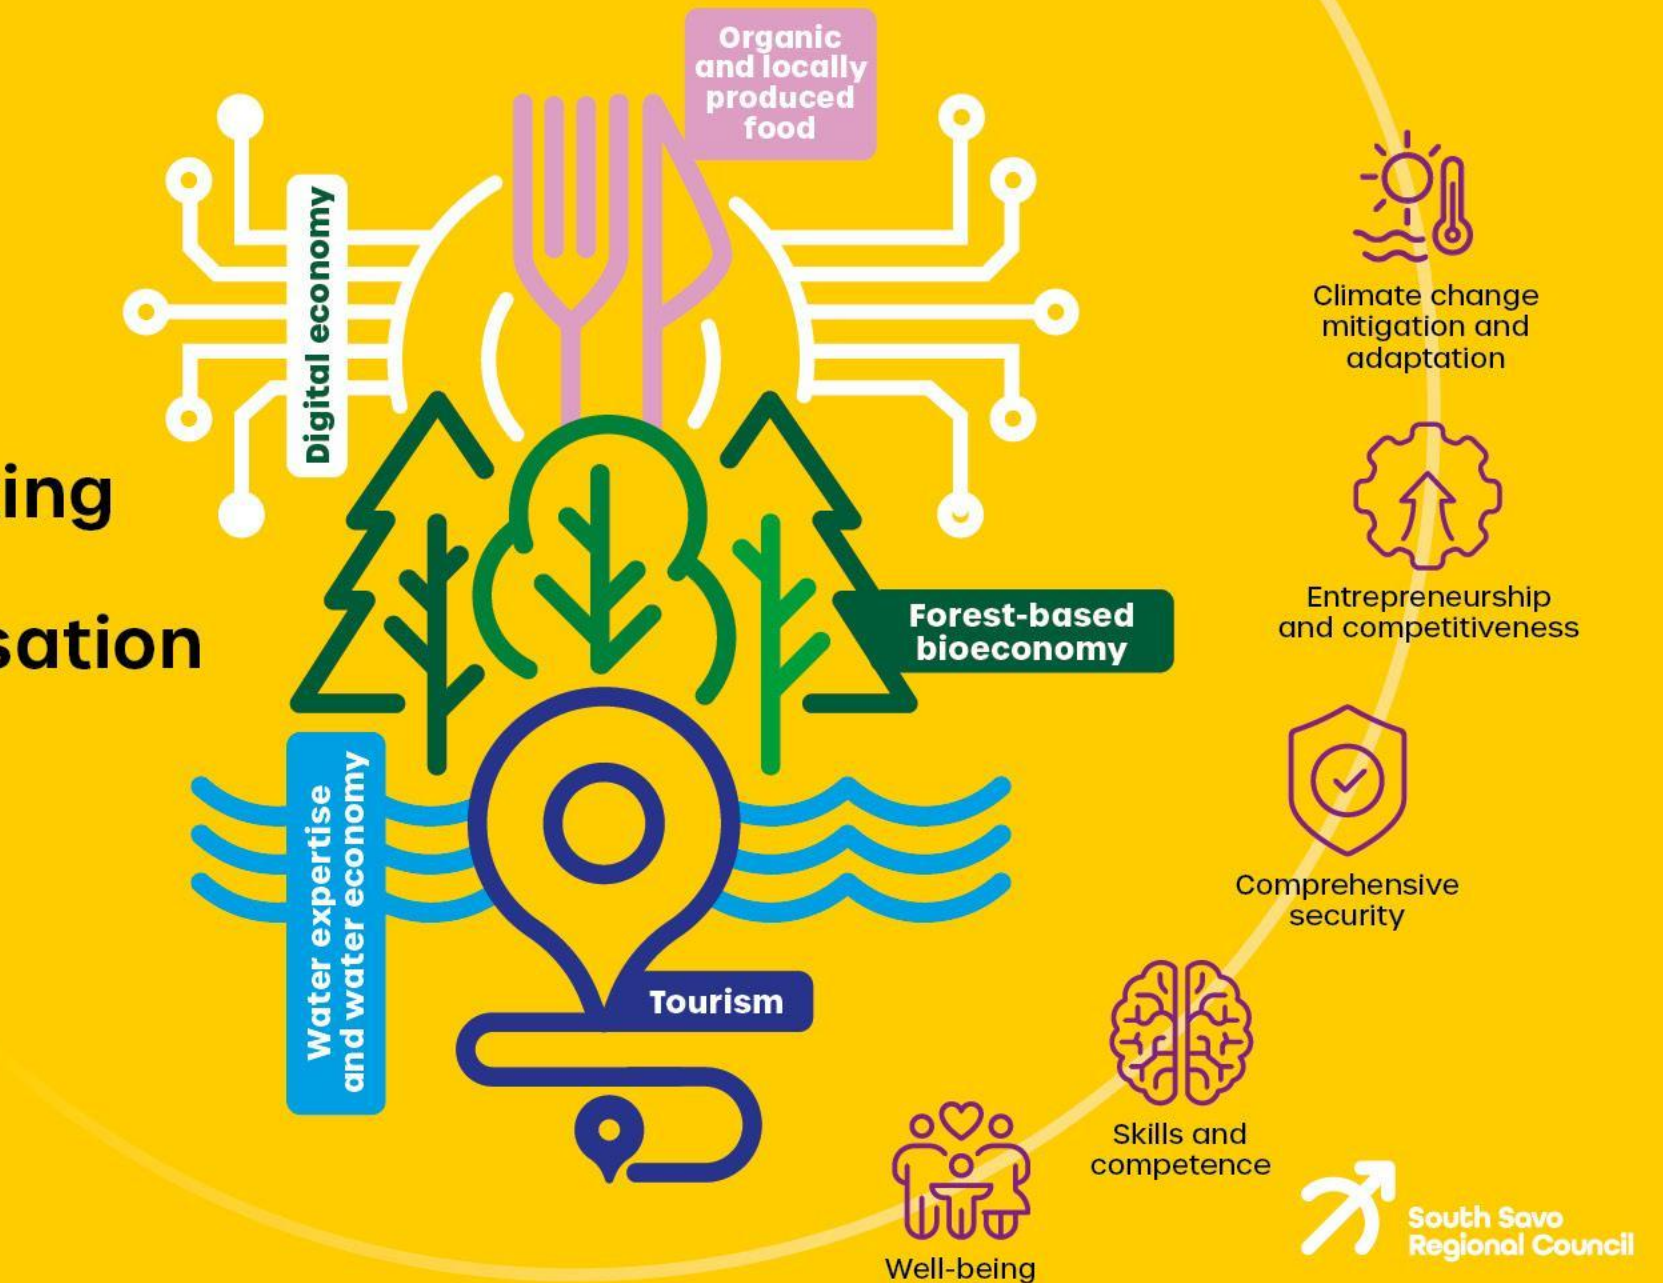 Organic
and locally
produced
food
Digital economy
ing
sation
Forest-based
bioeconomy
Water expertise
and water economy
Tourism
Climate change
mitigation and
adaptation
Entrepreneurship
and competitiveness
Comprehensive
security
Skills and
competence
Well-being
South Savo
Regional Council